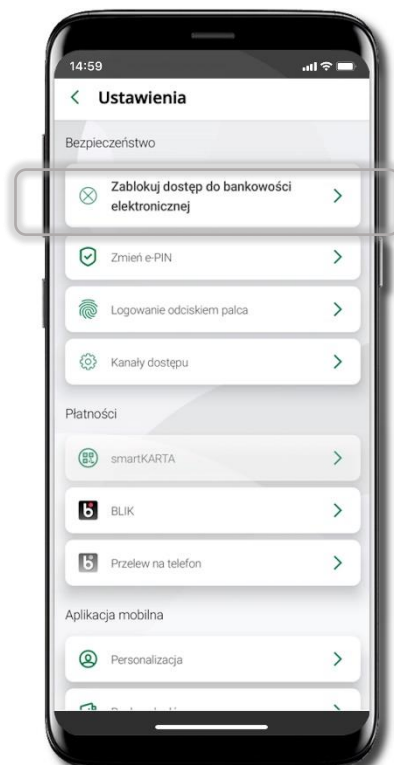 14:59
Ustawienia
Bezpieczeństwo
Zablokuj dostęp do bankowości
elektronicznej
Zmień e-PIN
Logowanie odciskiem palca
Kanały dostępu
Płatności
smartKARTA
BLIK
Przelew na telefon
Aplikacja mobilna
Personalizacja